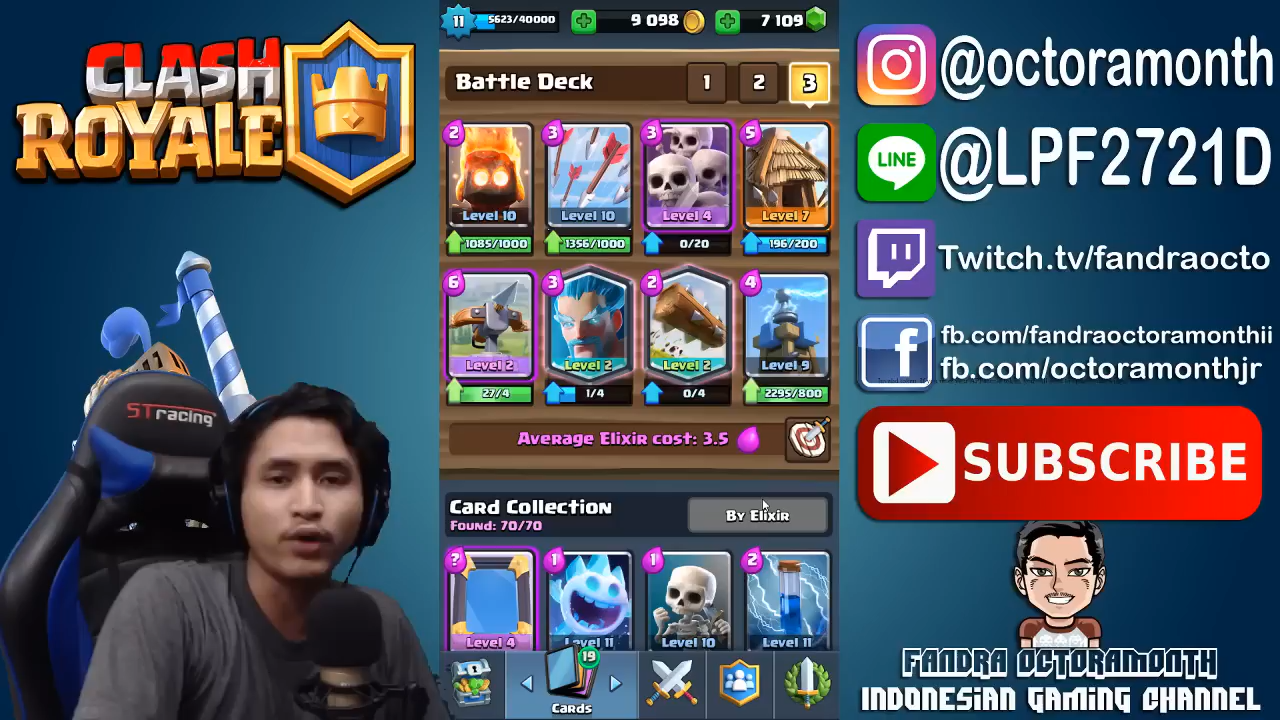 CLASH
ROYALE
STracing
11
5623/40000
9 098
7 109
Battle Deck
1
2
3
2
Level 10
1085/1000
3
Level 10
1356/1000
3
Level 4
0/20
5
Level 7
196/200
6
Level 2
27/4
3
Level 2
1/4
2
Level 2
0/4
4
Level 9
2295/800
Average Elixir cost: 3.5
Card Collection
Found: 70/70
By Elixir
?
Level 4
1
Level 11
1
Level 10
2
Level 11
19
Cards
@octoramonth
LINE
@LPF2721D
Twitch.tv/fandraocto
f
fb.com/fandraoctoramonthii
fb.com/octoramonthjr
SUBSCRIBE
FANDRA OCTORAMONTH
INDONESIAN GAMING CHANNEL